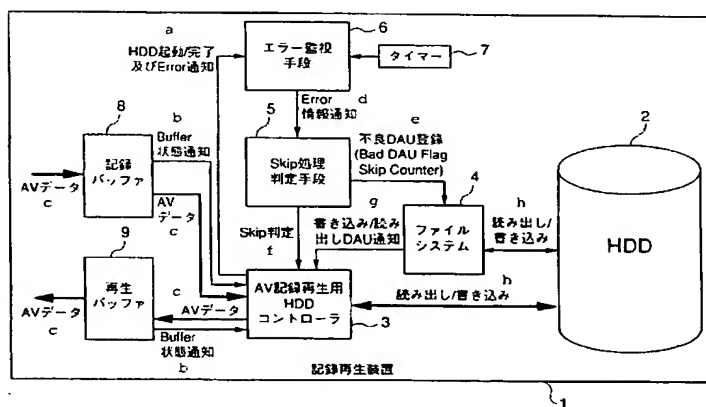 a
HDD起動/完了
及びError通知
6
エラー監視
手段
7
タイマー
Error
情報通知
d
5
Skip処理
判定手段
e
不良DAU登録
(Bad DAU Flag
Skip Counter)
2
HDD
8
記録
バッファ
b
Buffer
状態通知
AVデータ
c
AV
データ
c
4
ファイル
システム
g
書き込み/読み
出しDAU通知
h
読み出し/
書き込み
Skip判定
f
9
再生
バッファ
c
AVデータ
AVデータ
c
Buffer
状態通知
b
AV記録再生用
HDD
コントローラ
3
h
読み出し/書き込み
記録再生装置
1